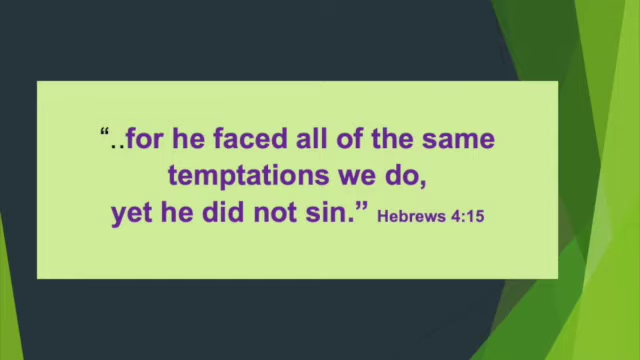 “..for he faced all of the same
temptations we do,
yet he did not sin.” Hebrews 4:15